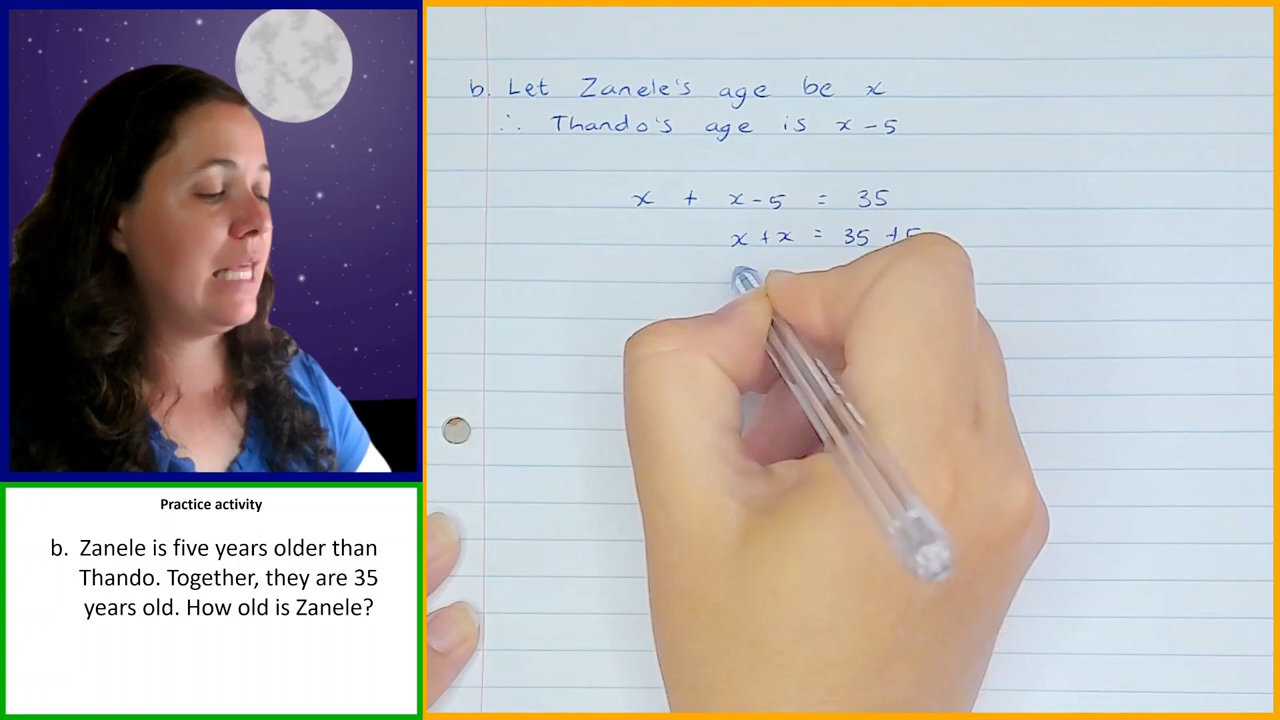 b. Let Zanele's age be x
∴ Thando's age is x - 5
x + x - 5 = 35
x + x = 35 + 5
Practice activity
b. Zanele is five years older than
Thando. Together, they are 35
years old. How old is Zanele?